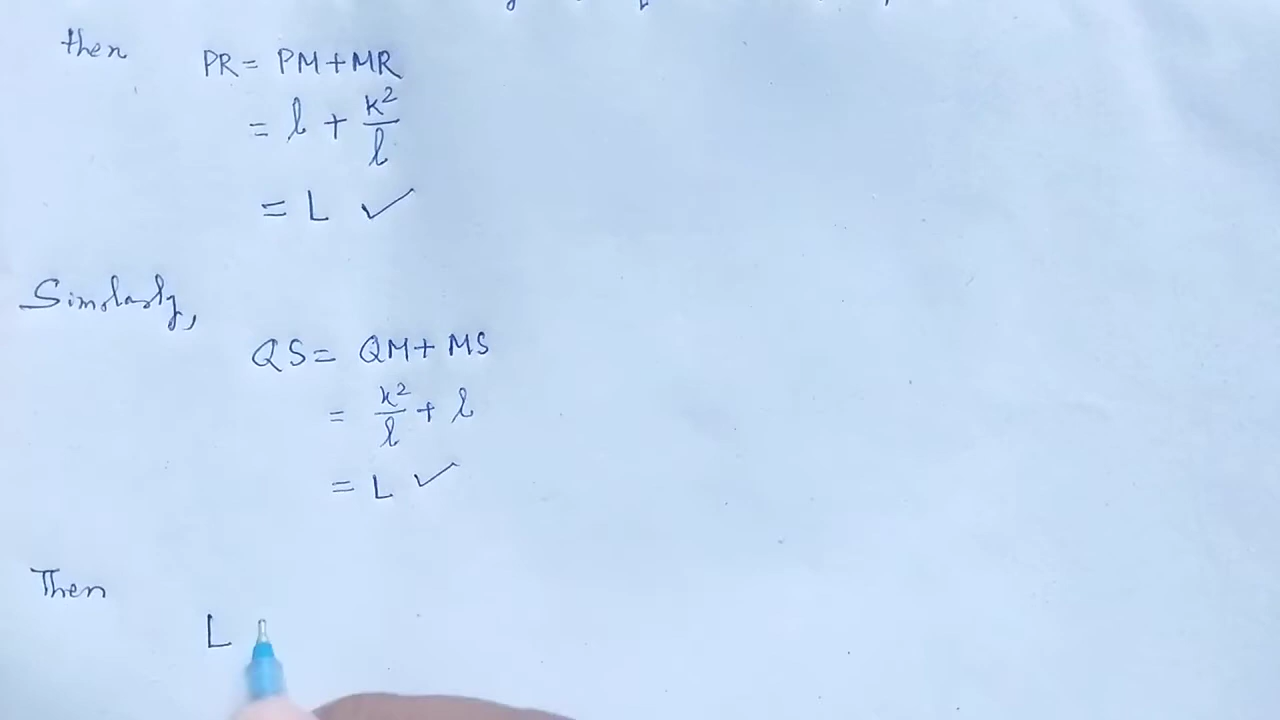 then PR = PM + MR
= l + k²/l
= L ✓
Similarly,
QS = QM + MS
= k²/l + l
= L ✓
Then
L